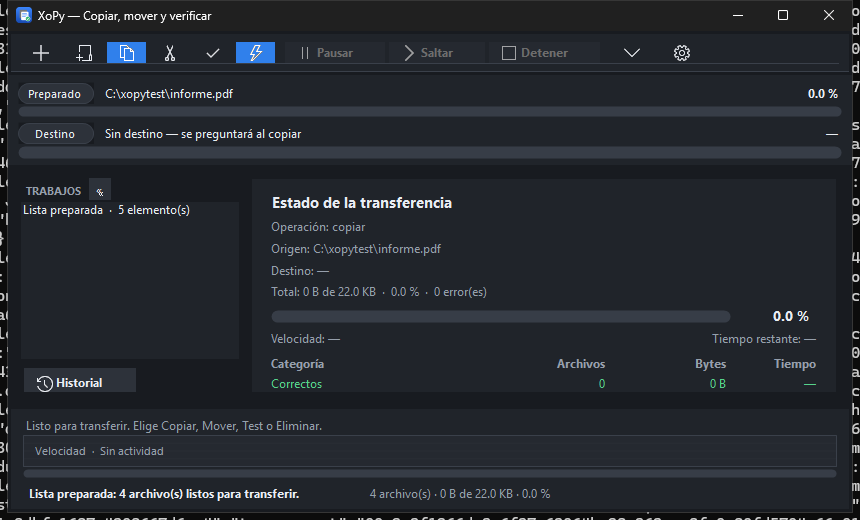 XoPy — Copiar, mover y verificar
Pausar Saltar Detener
Preparado C:\xopytest\informe.pdf 0.0 %
Destino Sin destino — se preguntará al copiar —
TRABAJOS «
Lista preparada · 5 elemento(s)
Historial
Estado de la transferencia
Operación: copiar
Origen: C:\xopytest\informe.pdf
Destino: —
Total: 0 B de 22.0 KB · 0.0 % · 0 error(es)
0.0 %
Velocidad: — Tiempo restante: —
Categoría Archivos Bytes Tiempo
Correctos 0 0 B —
Listo para transferir. Elige Copiar, Mover, Test o Eliminar.
Velocidad · Sin actividad
Lista preparada: 4 archivo(s) listos para transferir. 4 archivo(s) · 0 B de 22.0 KB · 0.0 %